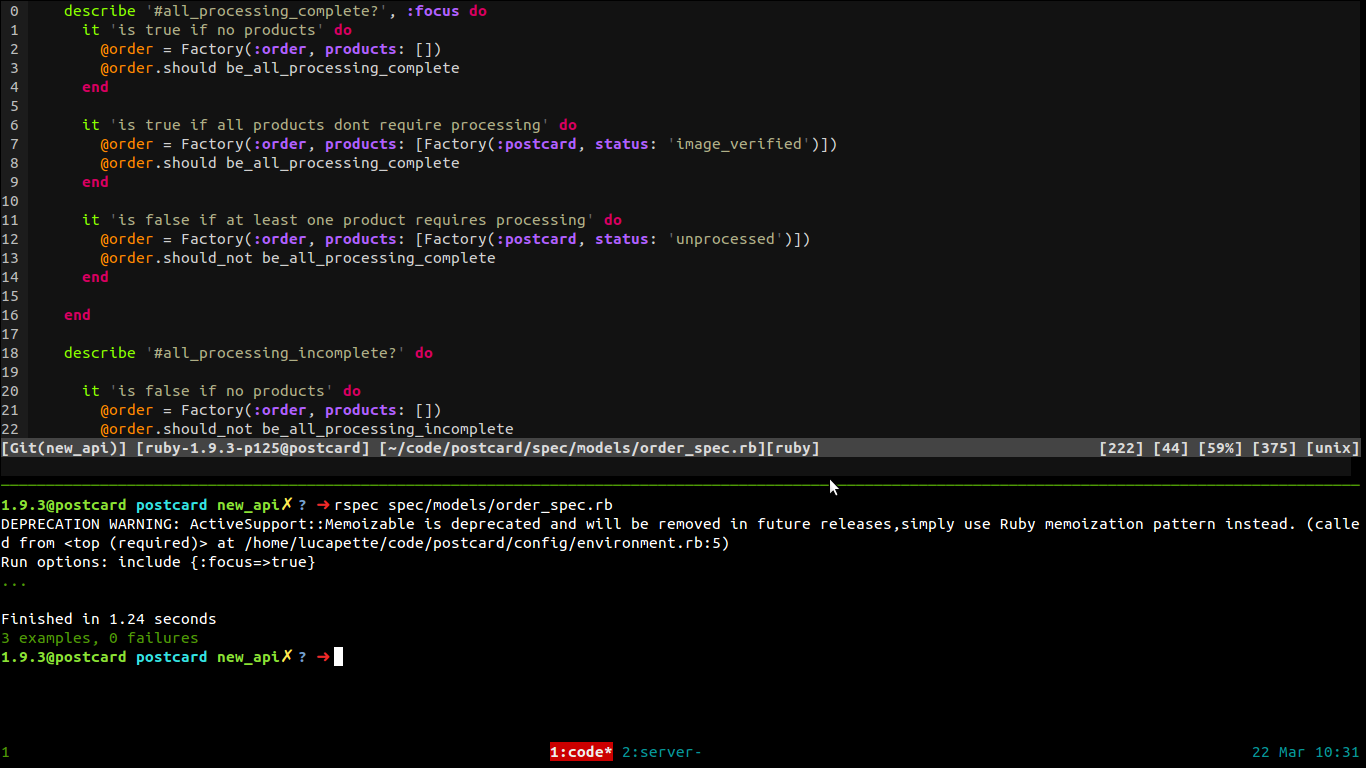 0     describe '#all_processing_complete?', :focus do
1       it 'is true if no products' do
2         @order = Factory(:order, products: [])
3         @order.should be_all_processing_complete
4       end
5
6       it 'is true if all products dont require processing' do
7         @order = Factory(:order, products: [Factory(:postcard, status: 'image_verified')])
8         @order.should be_all_processing_complete
9       end
10
11      it 'is false if at least one product requires processing' do
12        @order = Factory(:order, products: [Factory(:postcard, status: 'unprocessed')])
13        @order.should_not be_all_processing_complete
14      end
15
16    end
17
18    describe '#all_processing_incomplete?' do
19
20      it 'is false if no products' do
21        @order = Factory(:order, products: [])
22        @order.should_not be_all_processing_incomplete
[Git(new_api)] [ruby-1.9.3-p125@postcard] [~/code/postcard/spec/models/order_spec.rb][ruby] [222] [44] [59%] [375] [unix]
1.9.3@postcard postcard new_api✗ ? ➜ rspec spec/models/order_spec.rb
DEPRECATION WARNING: ActiveSupport::Memoizable is deprecated and will be removed in future releases,simply use Ruby memoization pattern instead. (calle
d from <top (required)> at /home/lucapette/code/postcard/config/environment.rb:5)
Run options: include {:focus=>true}
...
Finished in 1.24 seconds
3 examples, 0 failures
1.9.3@postcard postcard new_api✗ ? ➜
1 1:code* 2:server- 22 Mar 10:31